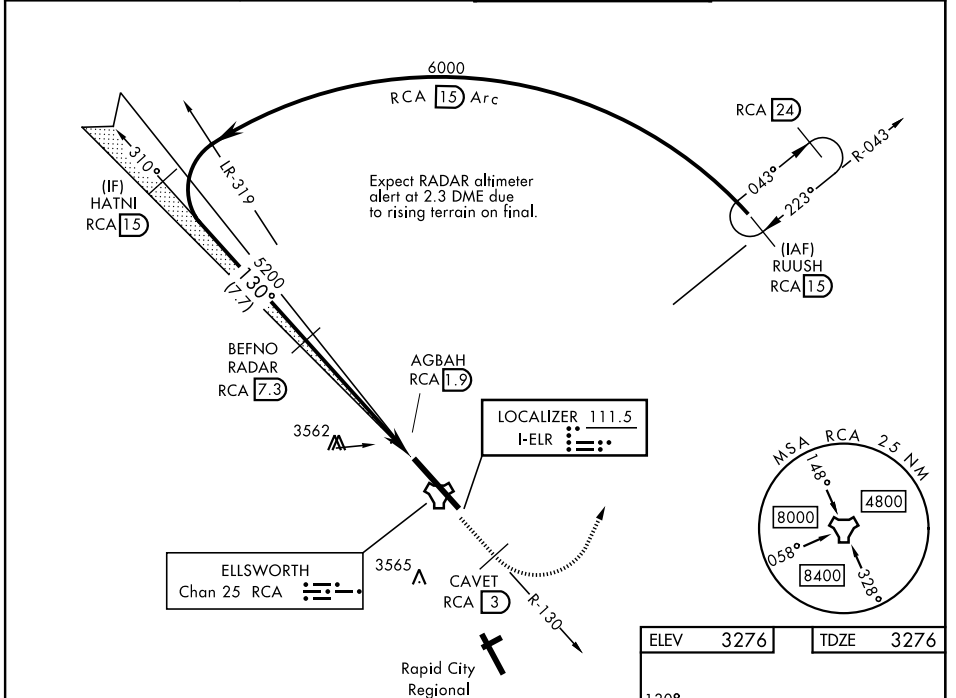 6000
RCA 15 Arc
RCA 24
R-043
043°
223°
(IAF)
RUUSH
RCA 15
LR-319
310°
(IF)
HATNI
RCA 15
Expect RADAR altimeter
alert at 2.3 DME due
to rising terrain on final.
5200
130°
(7.7)
BEFNO
RADAR
RCA 7.3
AGBAH
RCA 1.9
3562
LOCALIZER 111.5
I-ELR
MSA RCA 25 NM
148°
4800
8000
058°
8400
328°
ELLSWORTH
Chan 25 RCA
3565
CAVET
RCA 3
R-130
Rapid City
Regional
ELEV 3276
TDZE 3276